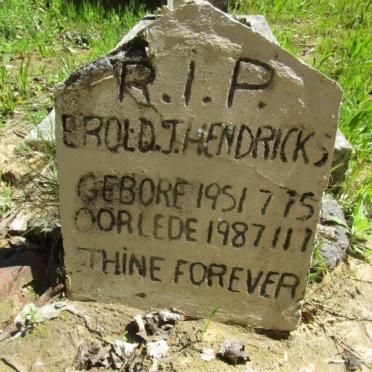 R.I.P.
EROLD.J.HENDRICKS
GEBORE 1951 7 75
OORLEDE 1987 11 7
THINE FOREVER